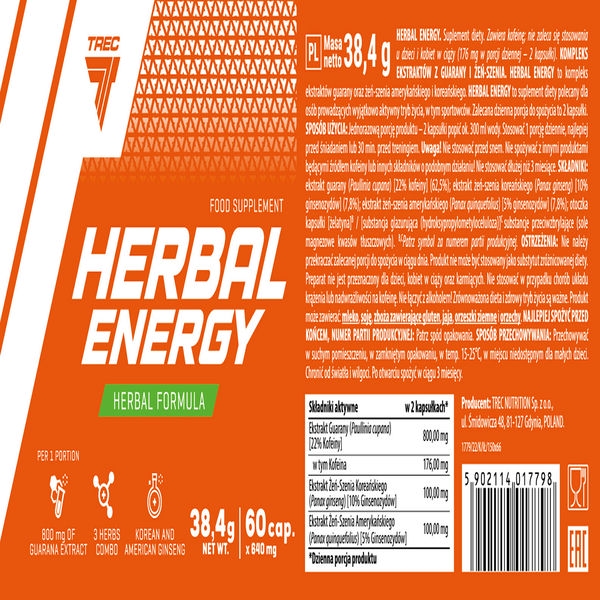 TREC
FOOD SUPPLEMENT
HERBAL
ENERGY
HERBAL FORMULA
PER 1 PORTION
800 mg OF
GUARANA EXTRACT
3 HERBS
COMBO
KOREAN AND
AMERICAN GINSENG
38,4g
NET WT.
60 cap.
x 640 mg
PL Masa netto 38,4 g
HERBAL ENERGY. Suplement diety. Zawiera kofeinę; nie zaleca się stosowania
u dzieci i kobiet w ciąży (176 mg w porcji dziennej – 2 kapsułki). KOMPLEKS
EKSTRAKTÓW Z GUARANY I ŻEŃ-SZENIA. HERBAL ENERGY to kompleks
ekstraktów guarany oraz żeń-szenia amerykańskiego i koreańskiego. HERBAL ENERGY to suplement diety polecany dla
osób prowadzących wyjątkowo aktywny tryb życia, w tym sportowców. Zalecana dzienna porcja do spożycia to 2 kapsułki.
SPOSÓB UŻYCIA: Jednorazową porcję produktu – 2 kapsułki popić ok. 300 ml wody. Stosować 1 porcję dziennie, najlepiej
przed śniadaniem lub 30 min. przed treningiem. Uwaga! Nie stosować przed snem. Nie spożywać z innymi produktami
będącymi źródłem kofeiny lub innych składników o podobnym działaniu! Nie stosować dłużej niż 3 miesiące. SKŁADNIKI:
ekstrakt guarany (Paullinia cupana) [22% kofeiny] (62,5%); ekstrakt żeń-szenia koreańskiego (Panax ginseng) [10%
ginsenozydów] (7,8%); ekstrakt żeń-szenia amerykańskiego (Panax quinquefolius) [5% ginsenozydów] (7,8%); otoczka
kapsułki [żelatyna] / [substancja glazurująca (hydroksypropylometyloceluloza)] substancje przeciwzbrylające (sole
magnezowe kwasów tłuszczowych). Patrz symbol za numerem partii produkcyjnej. OSTRZEŻENIA: Nie należy
przekraczać zalecanej porcji do spożycia w ciągu dnia. Produkt nie może być stosowany jako substytut zróżnicowanej diety.
Preparat nie jest przeznaczony dla dzieci, kobiet w ciąży oraz karmiących. Nie stosować w przypadku chorób układu
krążenia lub nadwrażliwości na kofeinę. Nie łączyć z alkoholem! Zrównoważona dieta i zdrowy tryb życia są ważne. Produkt
może zawierać: mleko, soję, zboża zawierające gluten, jaja, orzeszki ziemne i orzechy. NAJLEPIEJ SPOŻYĆ PRZED
KOŃCEM, NUMER PARTII PRODUKCYJNEJ: Patrz spód opakowania. SPOSÓB PRZECHOWYWANIA: Przechowywać
w suchym pomieszczeniu, w zamkniętym opakowaniu, w temp. 15-25°C, w miejscu niedostępnym dla małych dzieci.
Chronić od światła i wilgoci. Po otwarciu spożyć w ciągu 3 miesięcy.
Składniki aktywne w 2 kapsułkach*
Ekstrakt Guarany (Paullinia cupana)
[22% Kofeiny] 800,00 mg
w tym Kofeina 176,00 mg
Ekstrakt Żeń-Szenia Koreańskiego
(Panax ginseng) [10% Ginsenozydów] 100,00 mg
Ekstrakt Żeń-Szenia Amerykańskiego
(Panax quinquefolius) [5% Ginsenozydów] 100,00 mg
*Dzienna porcja produktu
Producent: TREC NUTRITION Sp. z o.o.,
ul. Śmidowicza 48, 81-127 Gdynia, POLAND.
1779/22/K/B/150x66
5 902114 017798
EAC